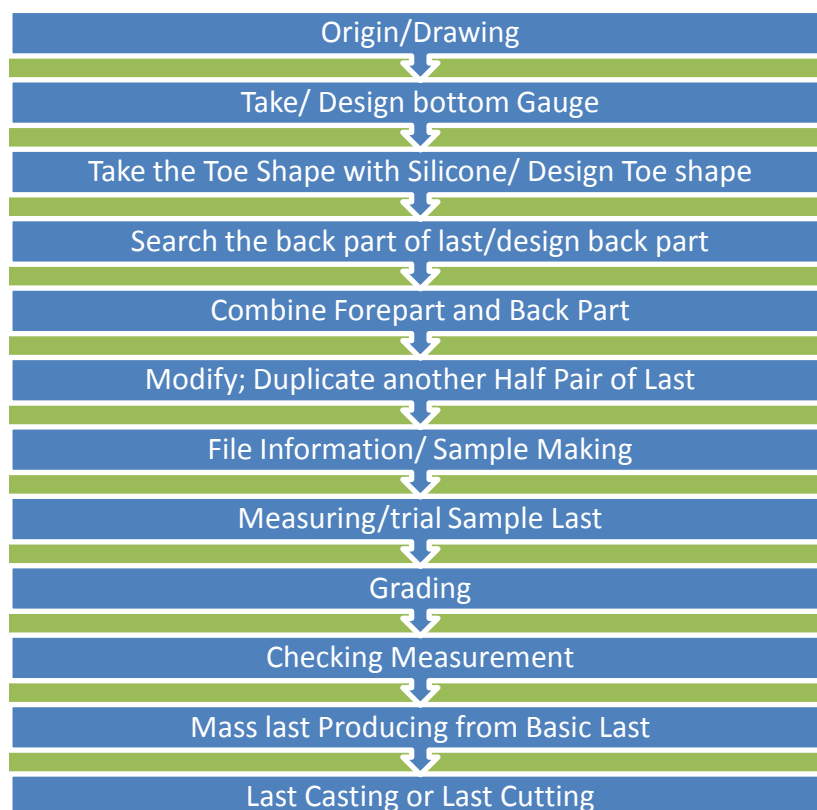 Origin/Drawing
Take/ Design bottom Gauge
Take the Toe Shape with Silicone/ Design Toe shape
Search the back part of last/design back part
Combine Forepart and Back Part
Modify; Duplicate another Half Pair of Last
File Information/ Sample Making
Measuring/trial Sample Last
Grading
Checking Measurement
Mass last Producing from Basic Last
Last Casting or Last Cutting